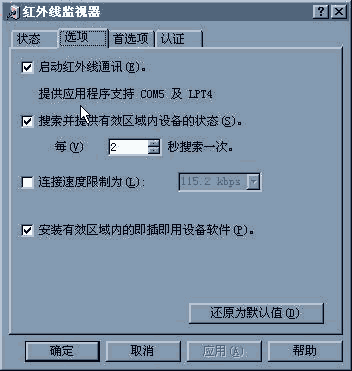 红外线监视器
状态 选项 首选项 认证
启动红外线通讯(E)。
提供应用程序支持 COM5 及 LPT4
搜索并提供有效区域内设备的状态(S)。
每(V) 2 秒搜索一次。
连接速度限制为(L): 115.2 kbps
安装有效区域内的即插即用设备软件(P)。
还原为默认值(D)
确定 取消 应用(A) 帮助